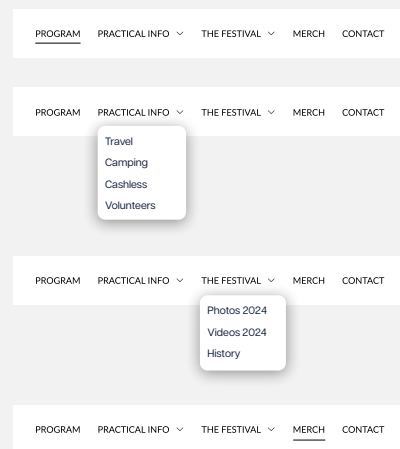 PROGRAM PRACTICAL INFO THE FESTIVAL MERCH CONTACT
PROGRAM PRACTICAL INFO THE FESTIVAL MERCH CONTACT
Travel
Camping
Cashless
Volunteers
PROGRAM PRACTICAL INFO THE FESTIVAL MERCH CONTACT
Photos 2024
Videos 2024
History
PROGRAM PRACTICAL INFO THE FESTIVAL MERCH CONTACT